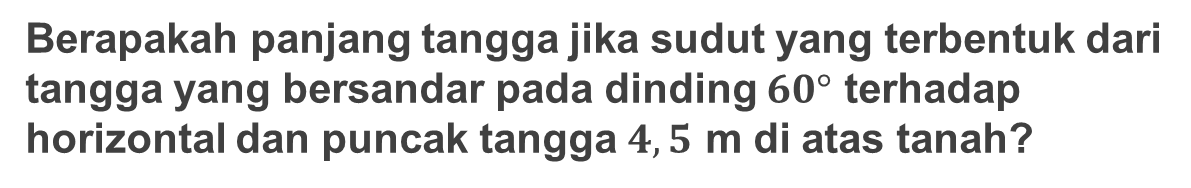 Berapakah panjang tangga jika sudut yang terbentuk dari
tangga yang bersandar pada dinding 60° terhadap
horizontal dan puncak tangga 4,5 m di atas tanah?